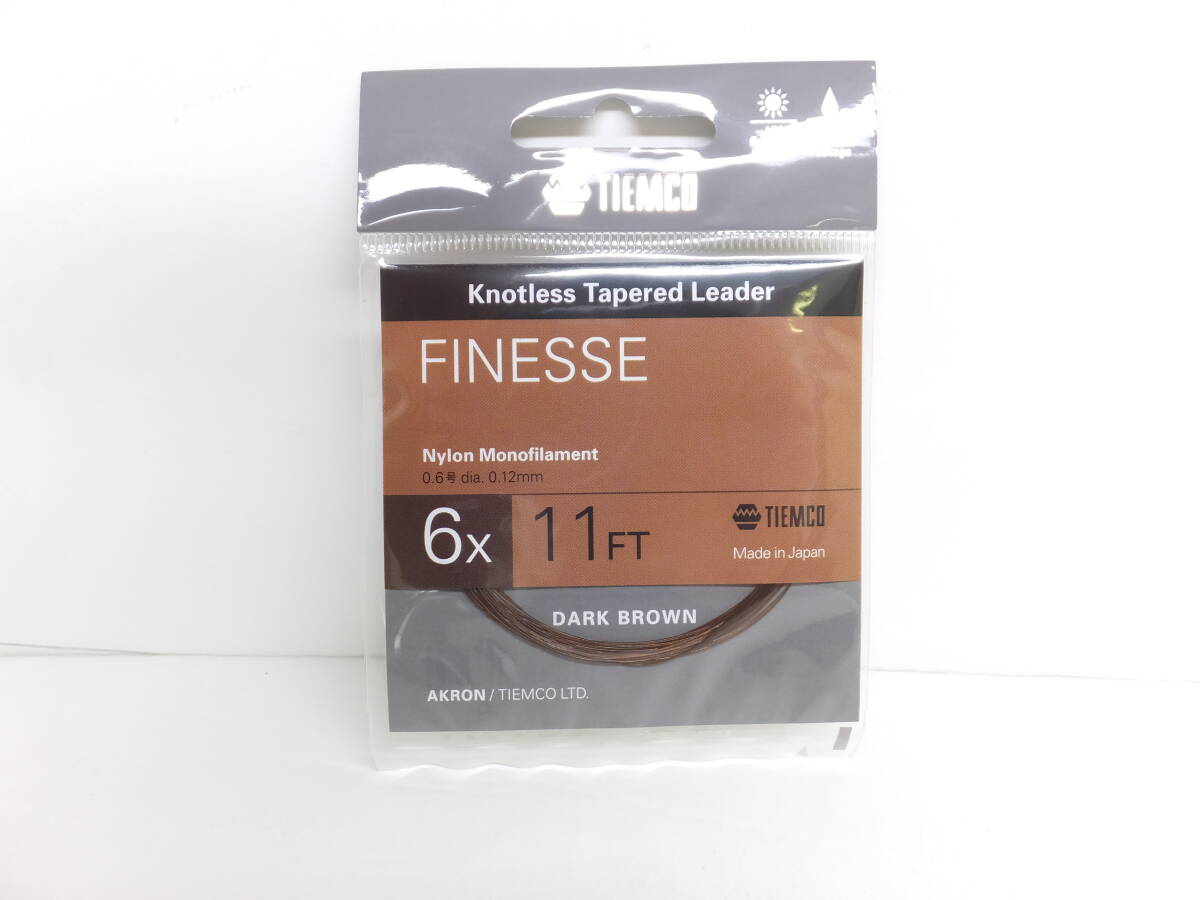 TIEMCO
Knotless Tapered Leader
FINESSE
Nylon Monofilament
0.6号 dia. 0.12mm
6x 11FT
TIEMCO
Made in Japan
DARK BROWN
AKRON / TIEMCO LTD.